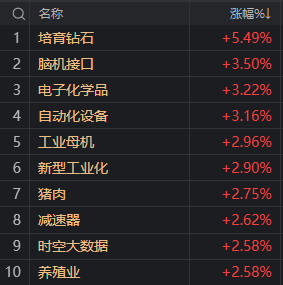 名称 涨幅%↓
1 培育钻石 +5.49%
2 脑机接口 +3.50%
3 电子化学品 +3.22%
4 自动化设备 +3.16%
5 工业母机 +2.96%
6 新型工业化 +2.90%
7 猪肉 +2.75%
8 减速器 +2.62%
9 时空大数据 +2.58%
10 养殖业 +2.58%